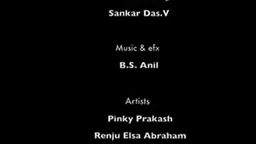 Sankar Das.V
Music & efx
B.S. Anil
Artists
Pinky Prakash
Renju Elsa Abraham